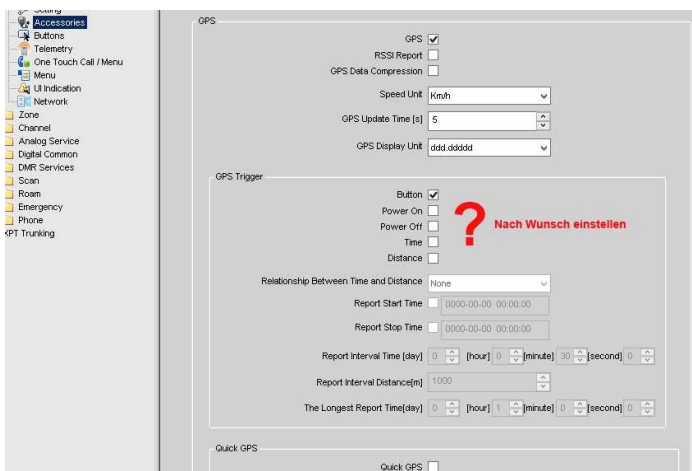 Setting
Accessories
Buttons
Telemetry
One Touch Call / Menu
Menu
UI Indication
Network
Zone
Channel
Analog Service
Digital Common
DMR Services
Scan
Roam
Emergency
Phone
XPT Trunking
GPS
GPS
RSSI Report
GPS Data Compression
Speed Unit Km/h
GPS Update Time [s] 5
GPS Display Unit ddd.ddddd
GPS Trigger
Button
Power On
Power Off
Time
Distance
? Nach Wunsch einstellen
Relationship Between Time and Distance None
Report Start Time 0000-00-00 00:00:00
Report Stop Time 0000-00-00 00:00:00
Report Interval Time [day] 0 [hour] 0 [minute] 30 [second] 0
Report Interval Distance[m] 1000
The Longest Report Time[day] 0 [hour] 1 [minute] 0 [second] 0
Quick GPS
Quick GPS